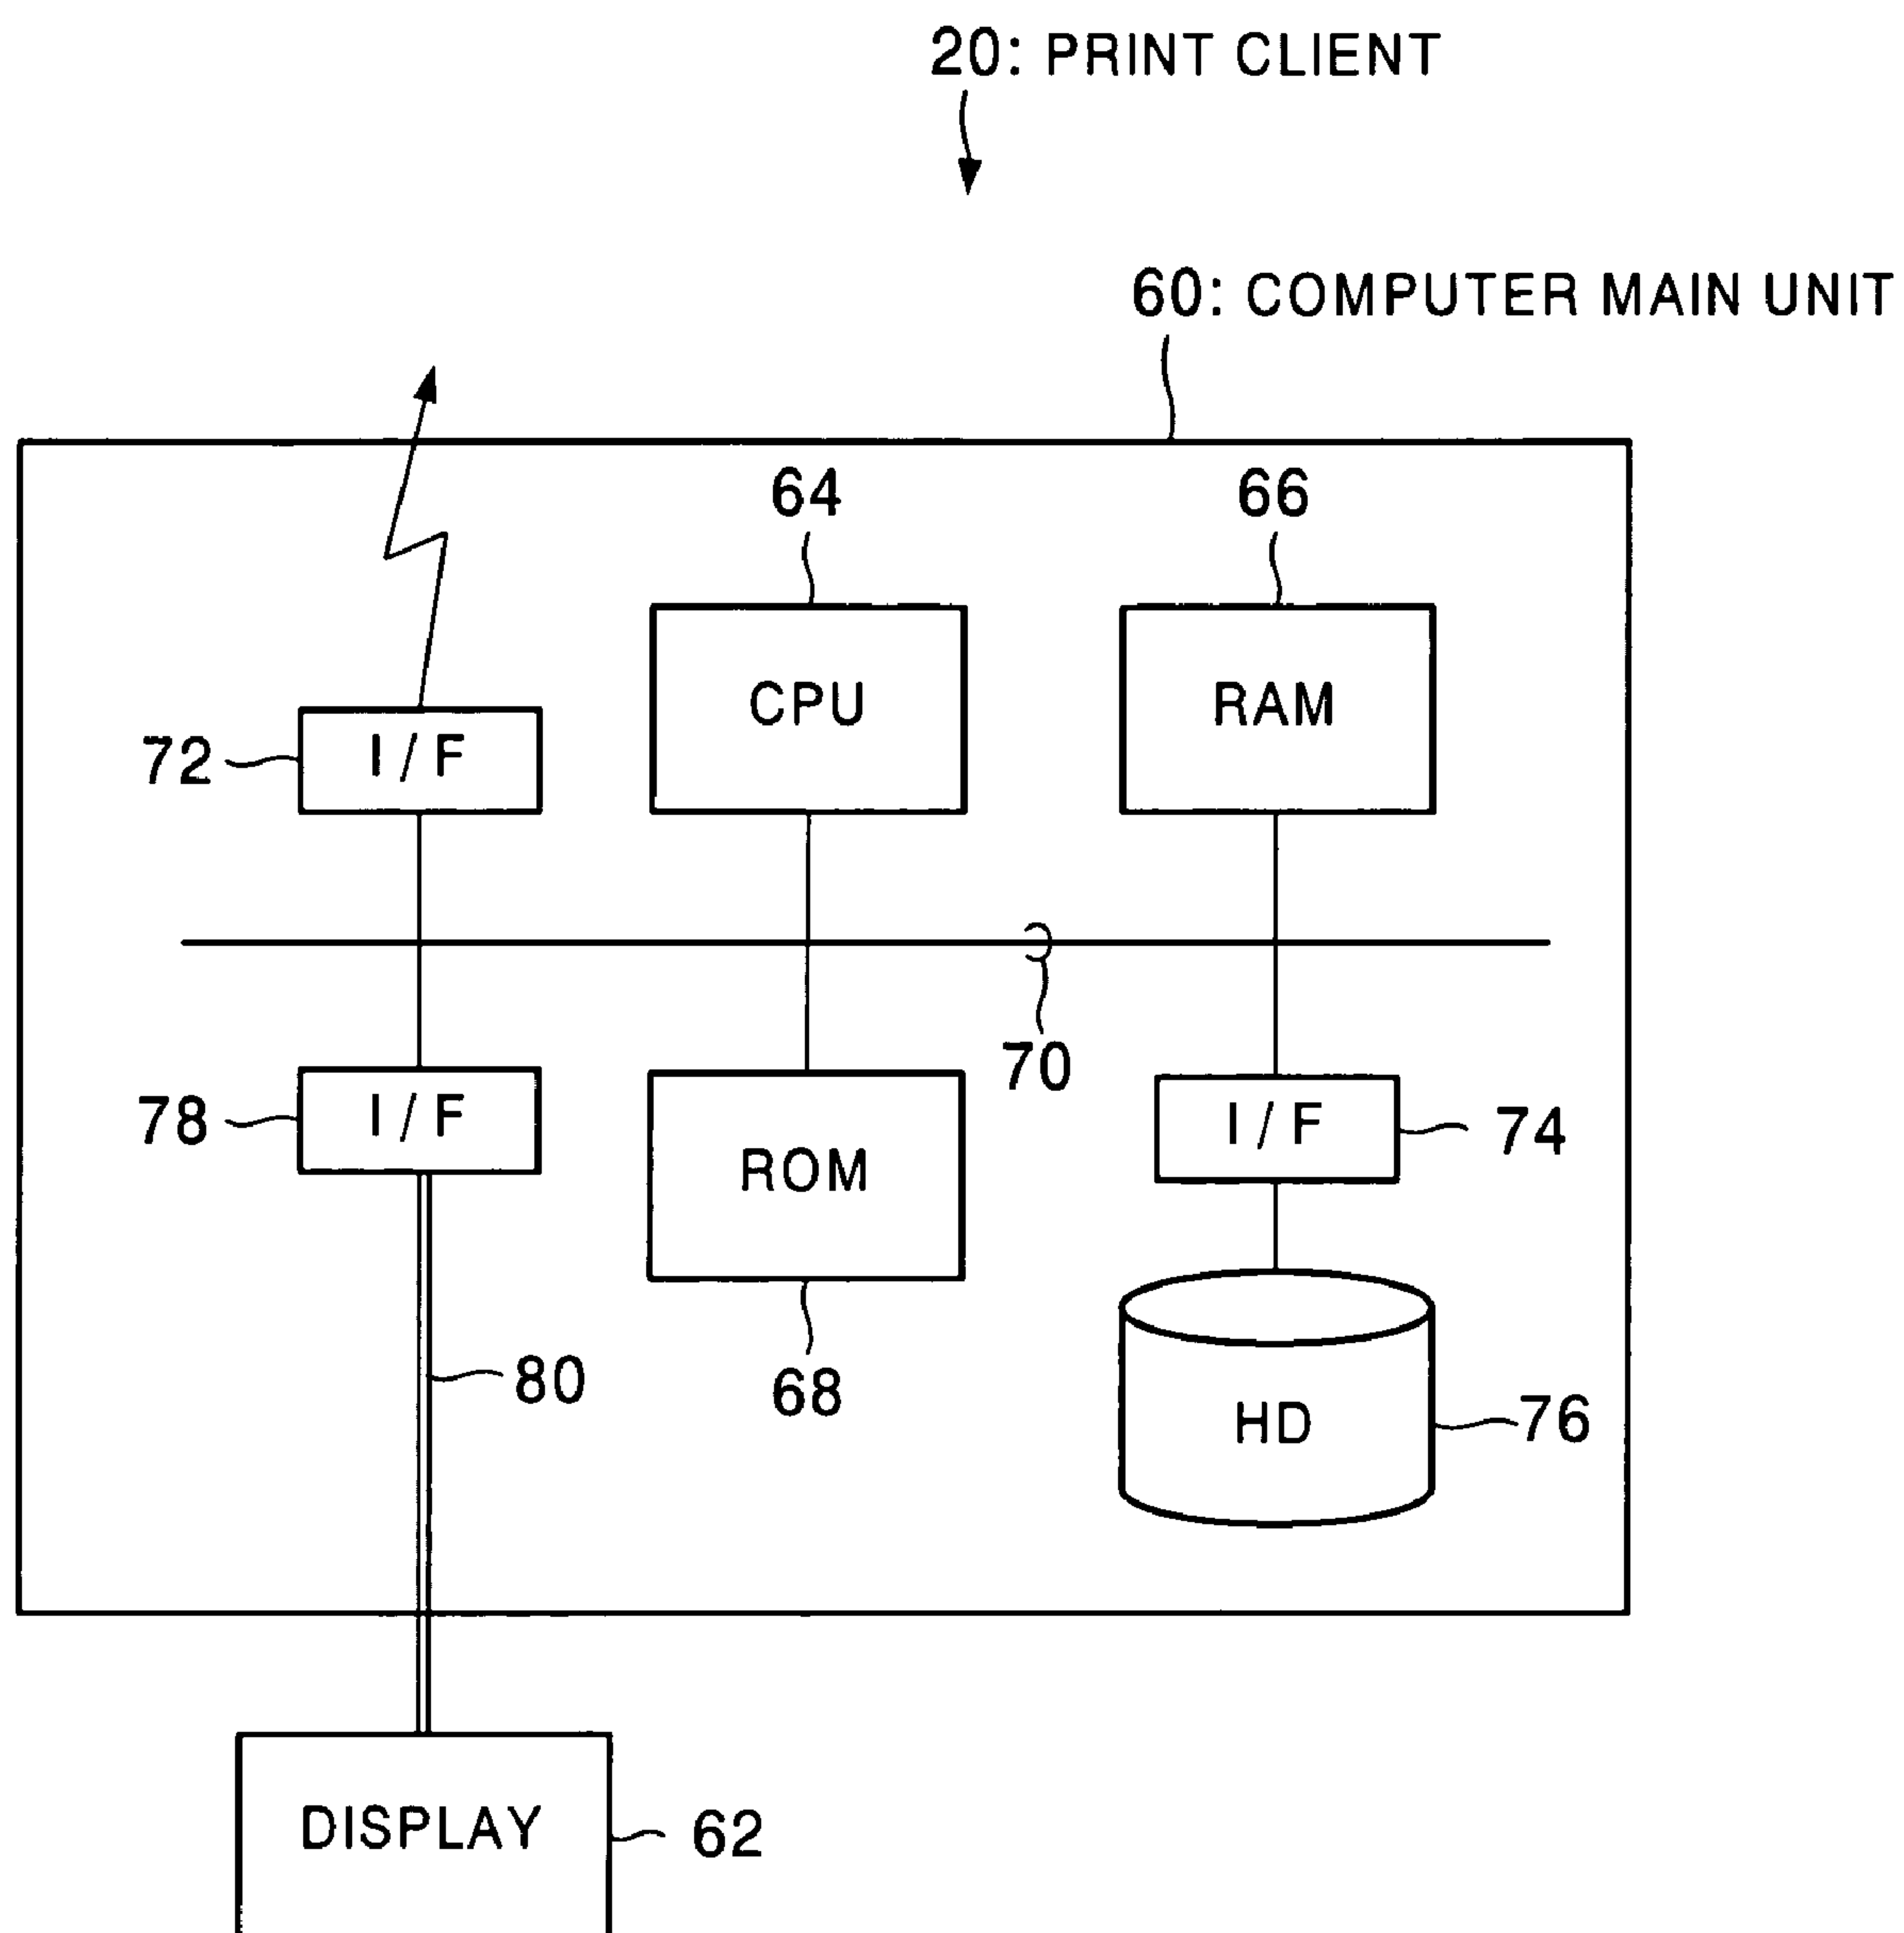 20: PRINT CLIENT
60: COMPUTER MAIN UNIT
64
66
CPU
RAM
72
I/F
70
78
I/F
ROM
I/F
74
80
68
HD
76
DISPLAY
62